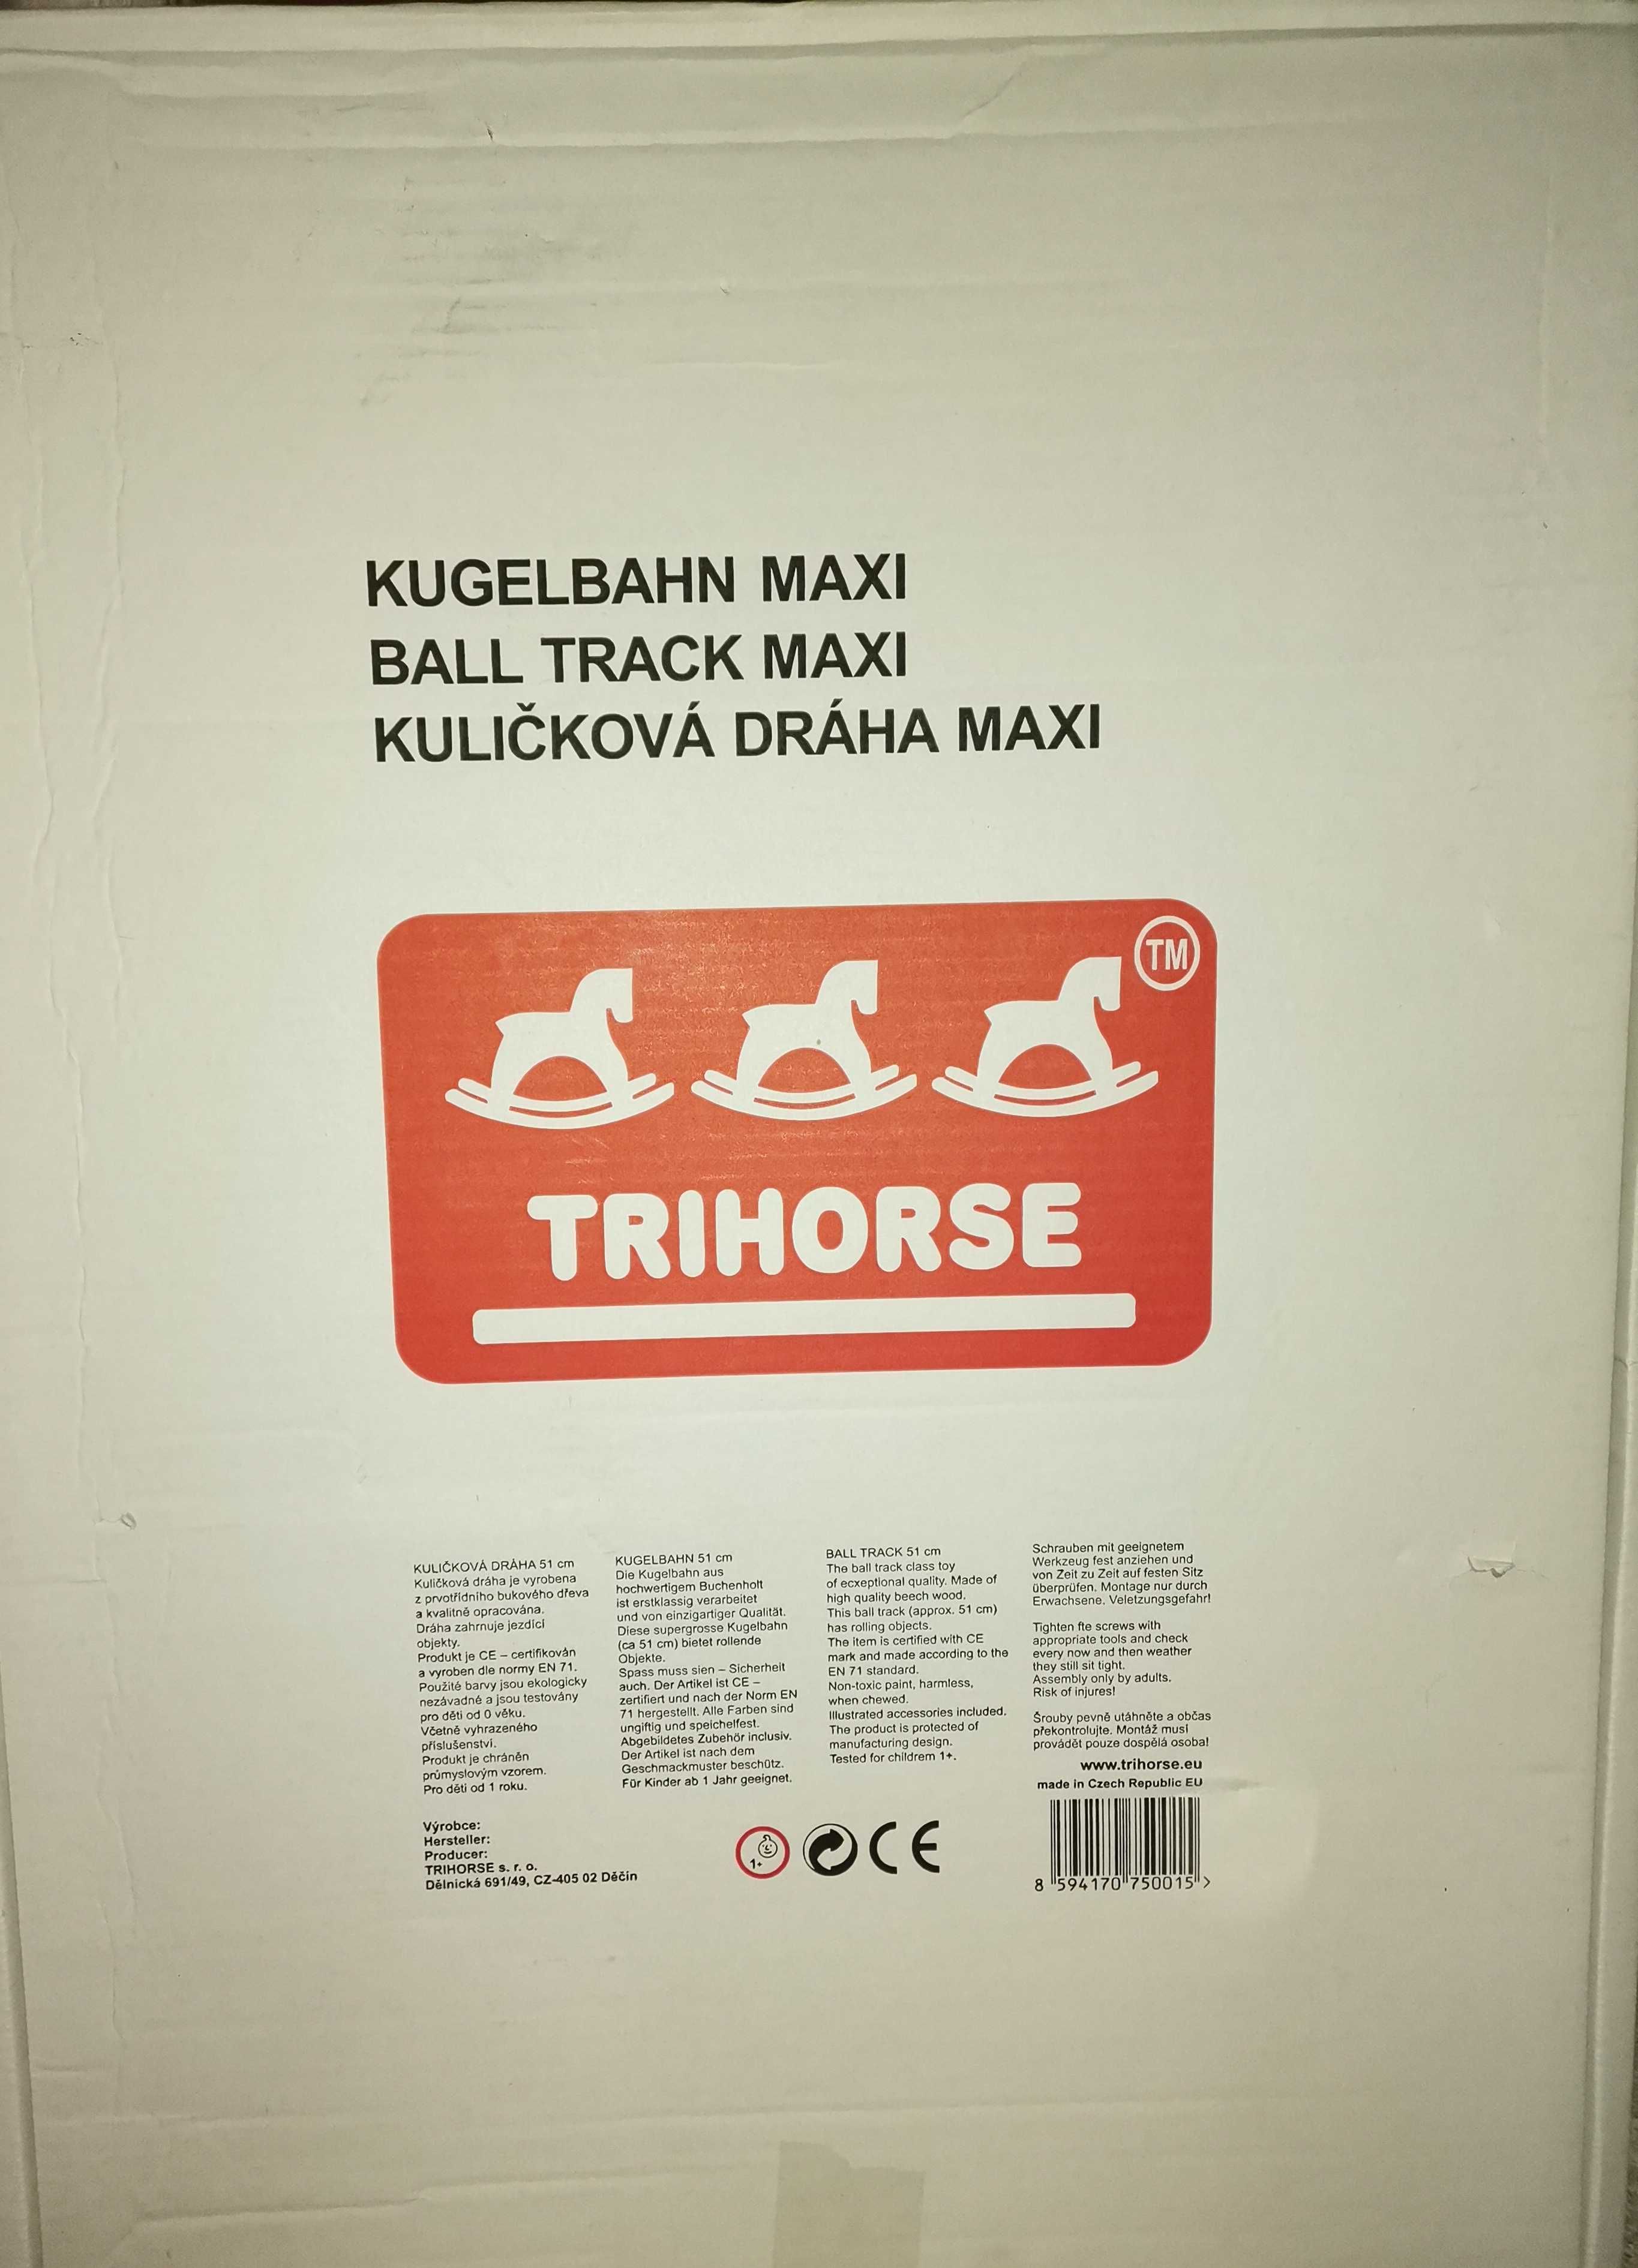 KUGELBAHN MAXI
BALL TRACK MAXI
KULIČKOVÁ DRÁHA MAXI
TM
TRIHORSE
KULIČKOVÁ DRÁHA 51 cm
Kuličková dráha je vyrobena
z prvotřídního bukového dřeva
a kvalitně opracována.
Dráha zahrnuje jezdící
objekty.
Produkt je CE – certifikován
a vyroben dle normy EN 71.
Použité barvy jsou ekologicky
nezávadné a jsou testovány
pro děti od 0 věku.
Včetně vyhrazeného
příslušenství.
Produkt je chráněn
průmyslovým vzorem.
Pro děti od 1 roku.
KUGELBAHN 51 cm
Die Kugelbahn aus
hochwertigem Buchenholt
ist erstklassig verarbeitet
und von einzigartiger Qualität.
Diese supergrosse Kugelbahn
(ca 51 cm) bietet rollende
Objekte.
Spass muss sien – Sicherheit
auch. Der Artikel ist CE –
zertifiert und nach der Norm EN
71 hergestellt. Alle Farben sind
ungiftig und speichelfest.
Abgebildetes Zubehör inclusiv.
Der Artikel ist nach dem
Geschmackmuster beschütz.
Für Kinder ab 1 Jahr geeignet.
BALL TRACK 51 cm
The ball track class toy
of ecxeptional quality. Made of
high quality beech wood.
This ball track (approx. 51 cm)
has rolling objects.
The item is certified with CE
mark and made according to the
EN 71 standard.
Non-toxic paint, harmless,
when chewed.
Illustrated accessories included.
The product is protected of
manufacturing design.
Tested for childrem 1+.
Schrauben mit geeignetem
Werkzeug fest anziehen und
von Zeit zu Zeit auf festen Sitz
überprüfen. Montage nur durch
Erwachsene. Veletzungsgefahr!
Tighten fte screws with
appropriate tools and check
every now and then weather
they still sit tight.
Assembly only by adults.
Risk of injures!
Šrouby pevně utáhněte a občas
překontrolujte. Montáž musí
provádět pouze dospělá osoba!
www.trihorse.eu
made in Czech Republic EU
Výrobce:
Hersteller:
Producer:
TRIHORSE s. r. o.
Dělnická 691/49, CZ-405 02 Děčín
1+
CE
8 594170 750015 >